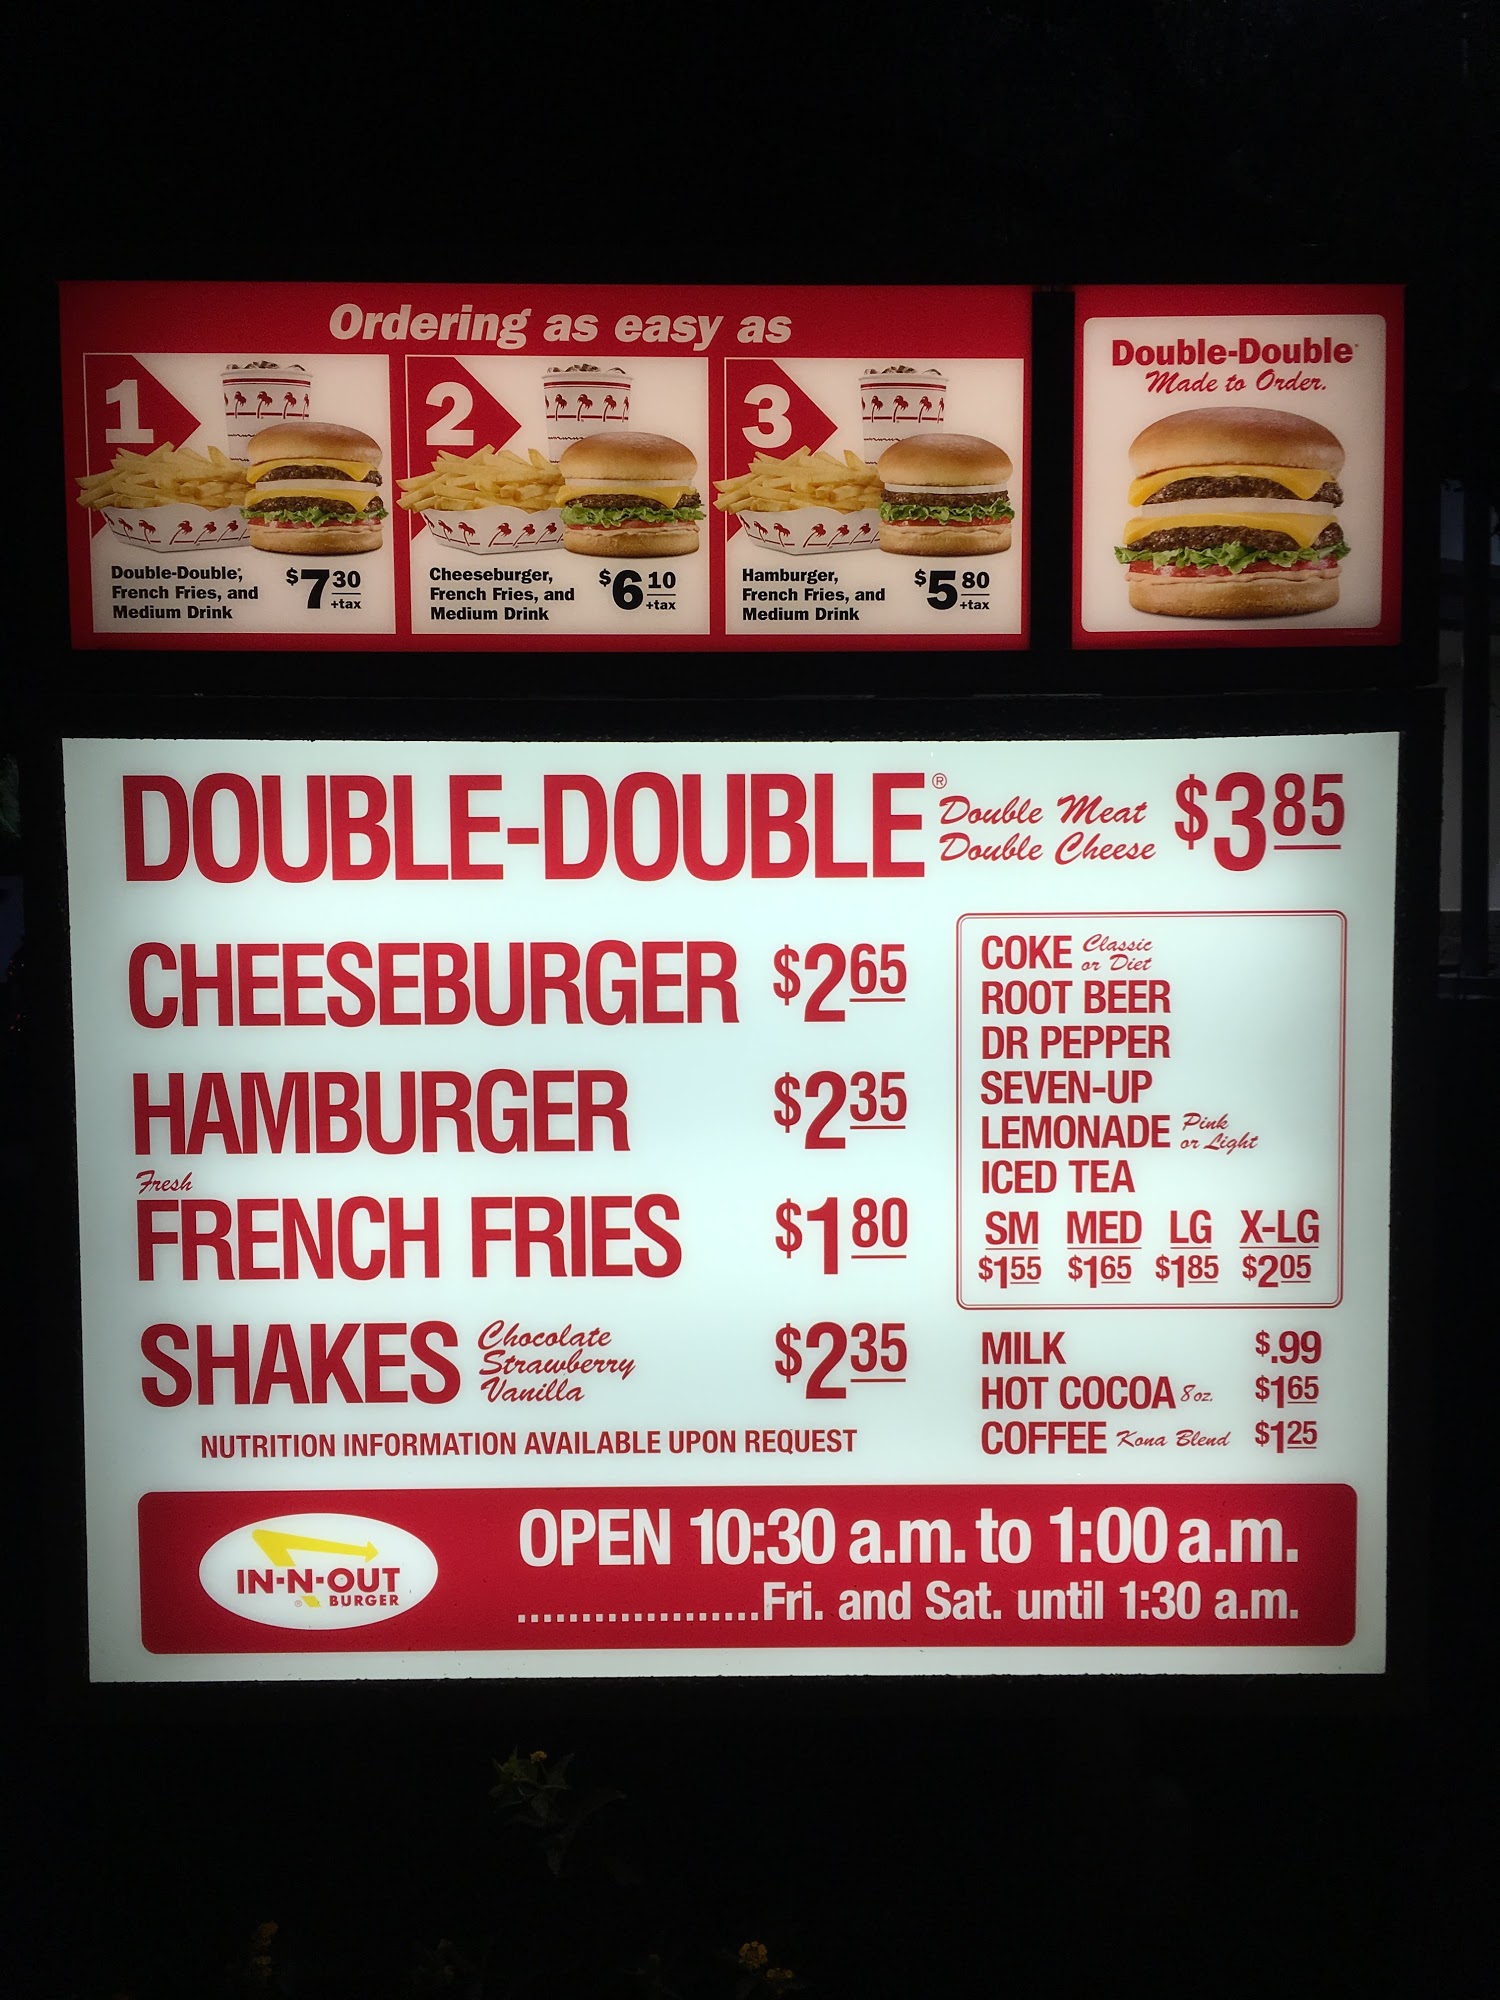 Ordering as easy as
1
Double-Double®,
French Fries, and
Medium Drink
$7 30
+tax
2
Cheeseburger,
French Fries, and
Medium Drink
$6 10
+tax
3
Hamburger,
French Fries, and
Medium Drink
$5 80
+tax
Double-Double®
Made to Order.
DOUBLE-DOUBLE®
Double Meat
Double Cheese
$3 85
CHEESEBURGER $2 65
HAMBURGER $2 35
Fresh
FRENCH FRIES $1 80
SHAKES
Chocolate
Strawberry
Vanilla
$2 35
NUTRITION INFORMATION AVAILABLE UPON REQUEST
COKE Classic
or Diet
ROOT BEER
DR PEPPER
SEVEN-UP
LEMONADE Pink
or Light
ICED TEA
SM MED LG X-LG
$1 55 $1 65 $1 85 $2 05
MILK $.99
HOT COCOA 8 oz. $1 65
COFFEE Kona Blend $1 25
IN-N-OUT
® BURGER
OPEN 10:30 a.m. to 1:00 a.m.
...................Fri. and Sat. until 1:30 a.m.